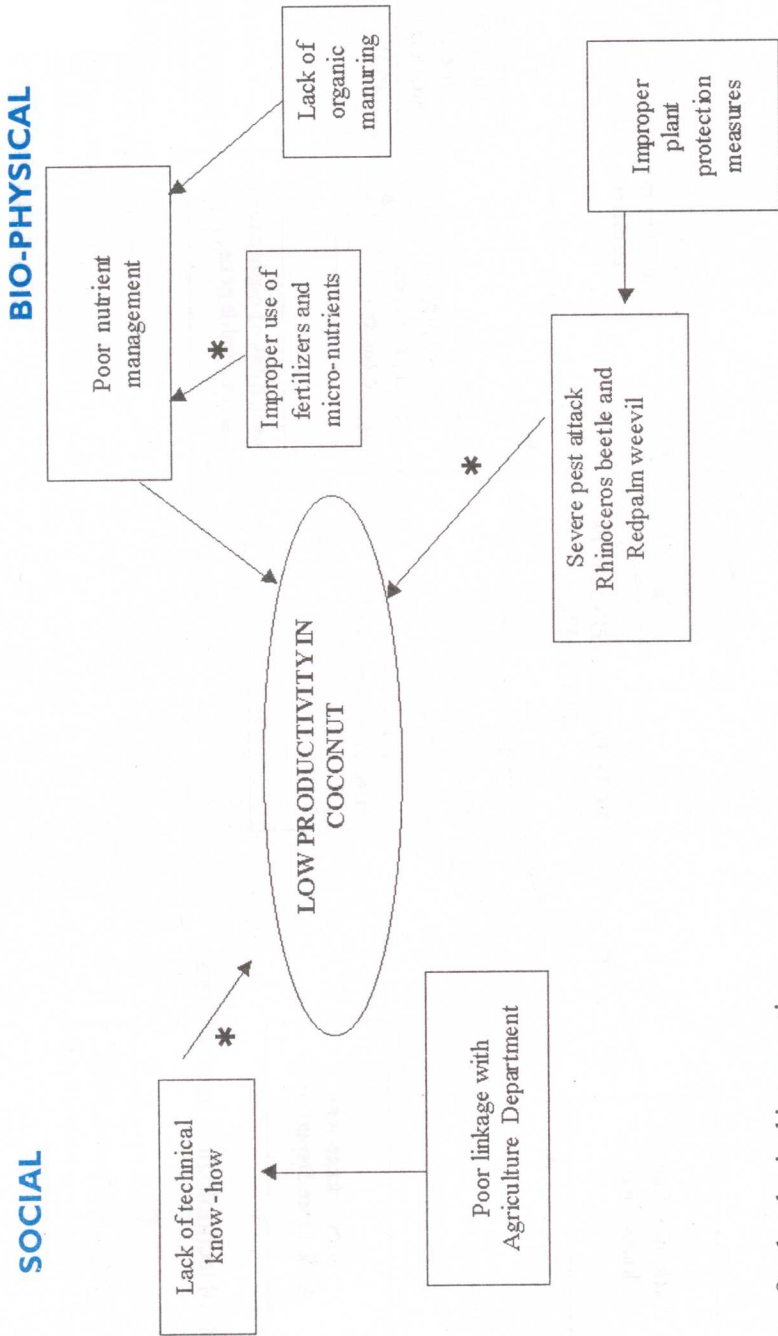 SOCIAL
BIO-PHYSICAL
Lack of technical
know -how
*
Poor linkage with
Agriculture Department
LOW PRODUCTIVITY IN
COCONUT
Poor nutrient
management
*
Improper use of
fertilizers and
micro-nutrients
Lack of
organic
manuring
*
Severe pest attack
Rhinoceros beetle and
Redpalm weevil
Improper
plant
protection
measures